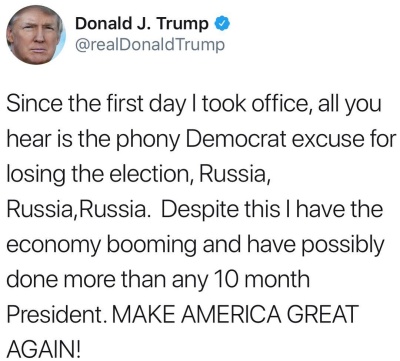 Donald J. Trump
@realDonaldTrump
Since the first day I took office, all you
hear is the phony Democrat excuse for
losing the election, Russia,
Russia,Russia. Despite this I have the
economy booming and have possibly
done more than any 10 month
President. MAKE AMERICA GREAT
AGAIN!